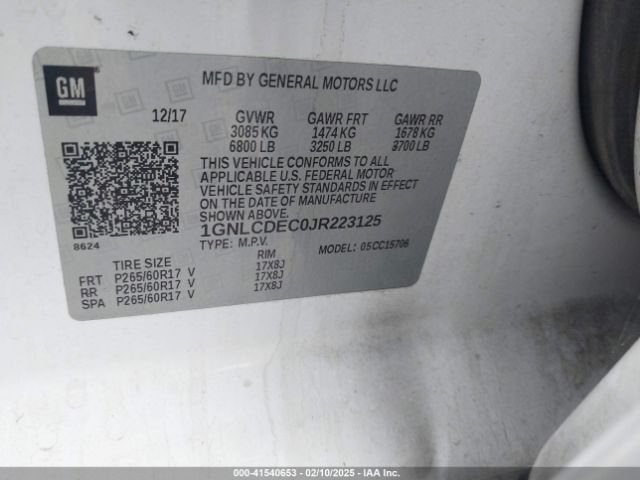 GM
MFD BY GENERAL MOTORS LLC
12/17 GVWR GAWR FRT GAWR RR
3085 KG 1474 KG 1678 KG
6800 LB 3250 LB 3700 LB
THIS VEHICLE CONFORMS TO ALL
APPLICABLE U.S. FEDERAL MOTOR
VEHICLE SAFETY STANDARDS IN EFFECT
ON THE DATE OF MANUFACTURE
SHOWN ABOVE.
8624
1GNLCDEC0JR223125
TYPE: M.P.V. MODEL: 05CC15706
TIRE SIZE RIM
FRT P265/60R17 V 17X8J
RR P265/60R17 V 17X8J
SPA P265/60R17 V 17X8J
000-41540653 - 02/10/2025 - IAAI.COM